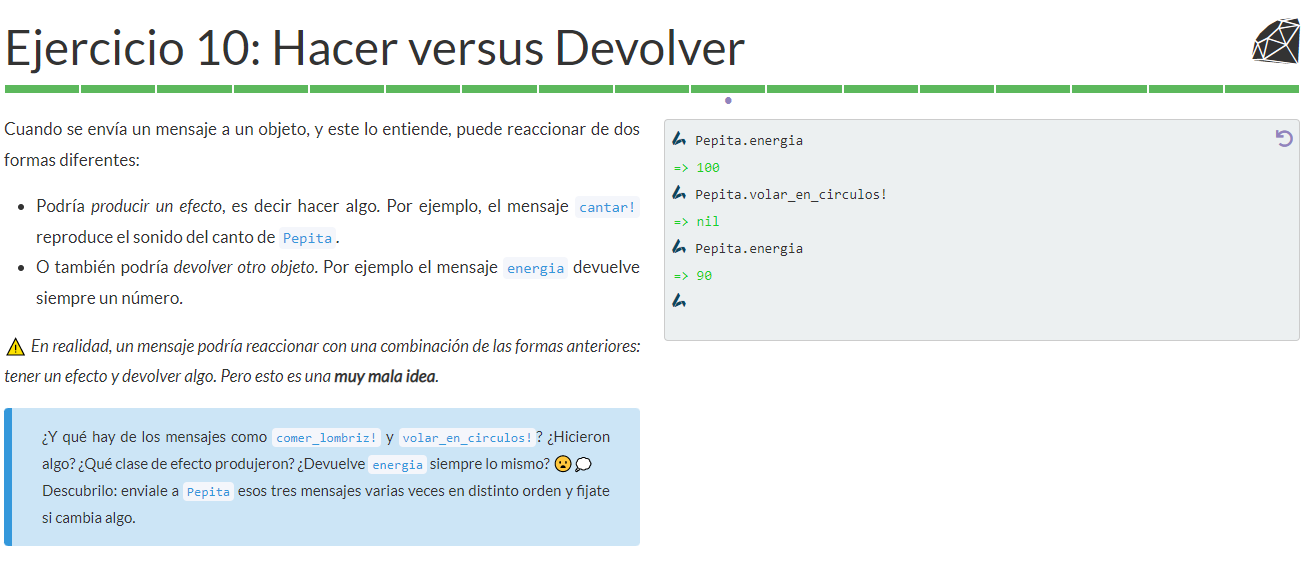 Ejercicio 10: Hacer versus Devolver
Cuando se envía un mensaje a un objeto, y este lo entiende, puede reaccionar de dos
formas diferentes:
Podría producir un efecto, es decir hacer algo. Por ejemplo, el mensaje cantar!
reproduce el sonido del canto de Pepita.
O también podría devolver otro objeto. Por ejemplo el mensaje energia devuelve
siempre un número.
⚠️ En realidad, un mensaje podría reaccionar con una combinación de las formas anteriores:
tener un efecto y devolver algo. Pero esto es una muy mala idea.
¿Y qué hay de los mensajes como comer_lombriz! y volar_en_circulos!? ¿Hicieron
algo? ¿Qué clase de efecto produjeron? ¿Devuelve energia siempre lo mismo? 😮💭
Descubrilo: enviale a Pepita esos tres mensajes varias veces en distinto orden y fijate
si cambia algo.
Pepita.energia
=> 100
Pepita.volar_en_circulos!
=> nil
Pepita.energia
=> 90